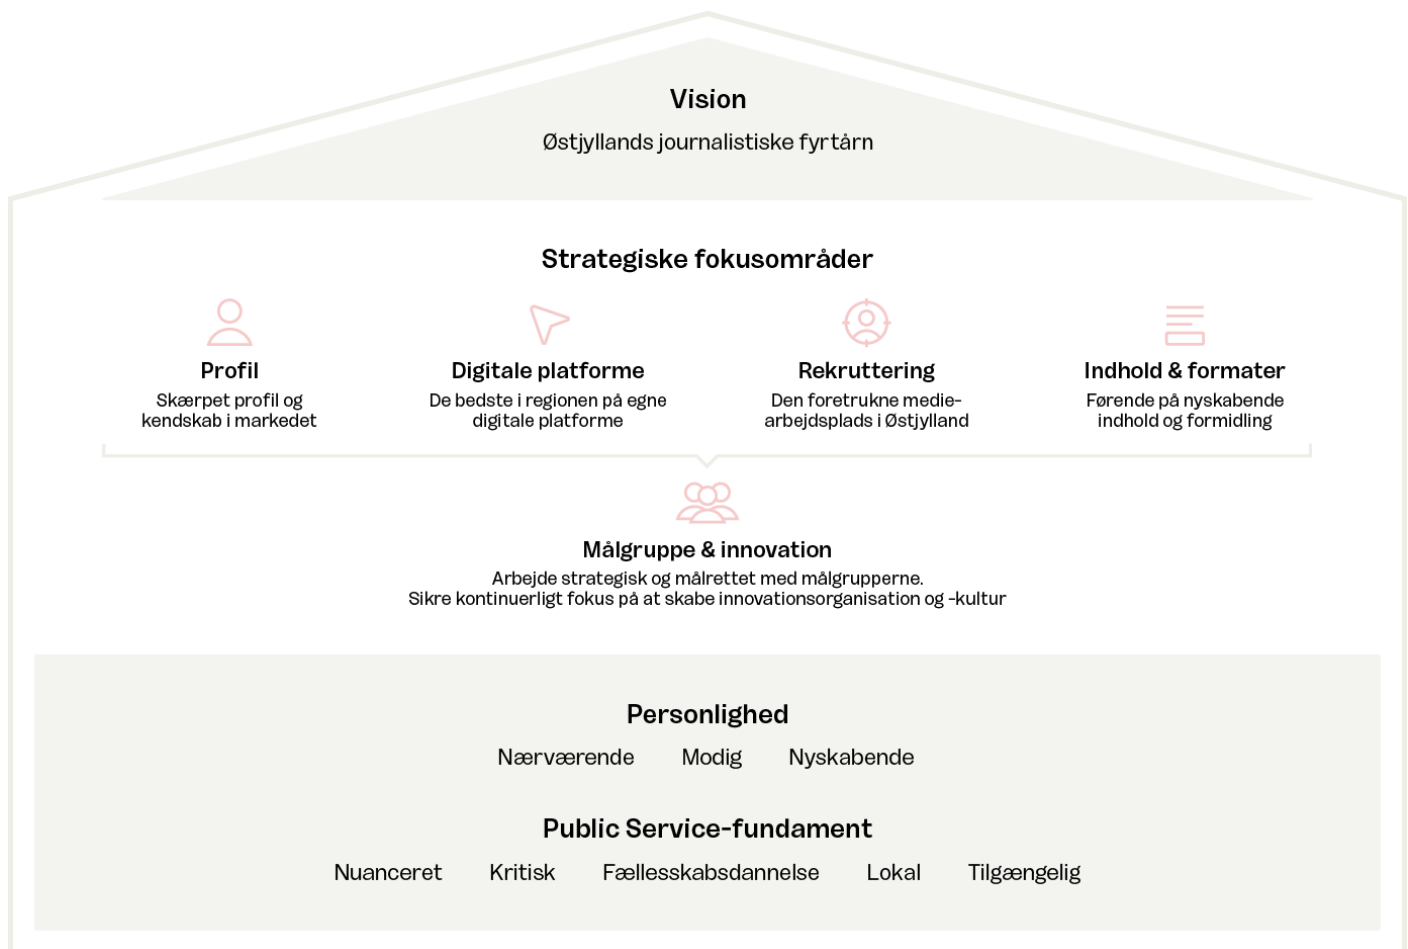 Vision
Østjyllands journalistiske fyrtårn
Strategiske fokusområder
Profil
Skærpet profil og
kendskab i markedet
Digitale platforme
De bedste i regionen på egne
digitale platforme
Rekruttering
Den foretrukne medie-
arbejdsplads i Østjylland
Indhold & formater
Førende på nyskabende
indhold og formidling
Målgruppe & innovation
Arbejde strategisk og målrettet med målgrupperne.
Sikre kontinuerligt fokus på at skabe innovationsorganisation og -kultur
Personlighed
Nærværende Modig Nyskabende
Public Service-fundament
Nuanceret Kritisk Fællesskabsdannelse Lokal Tilgængelig